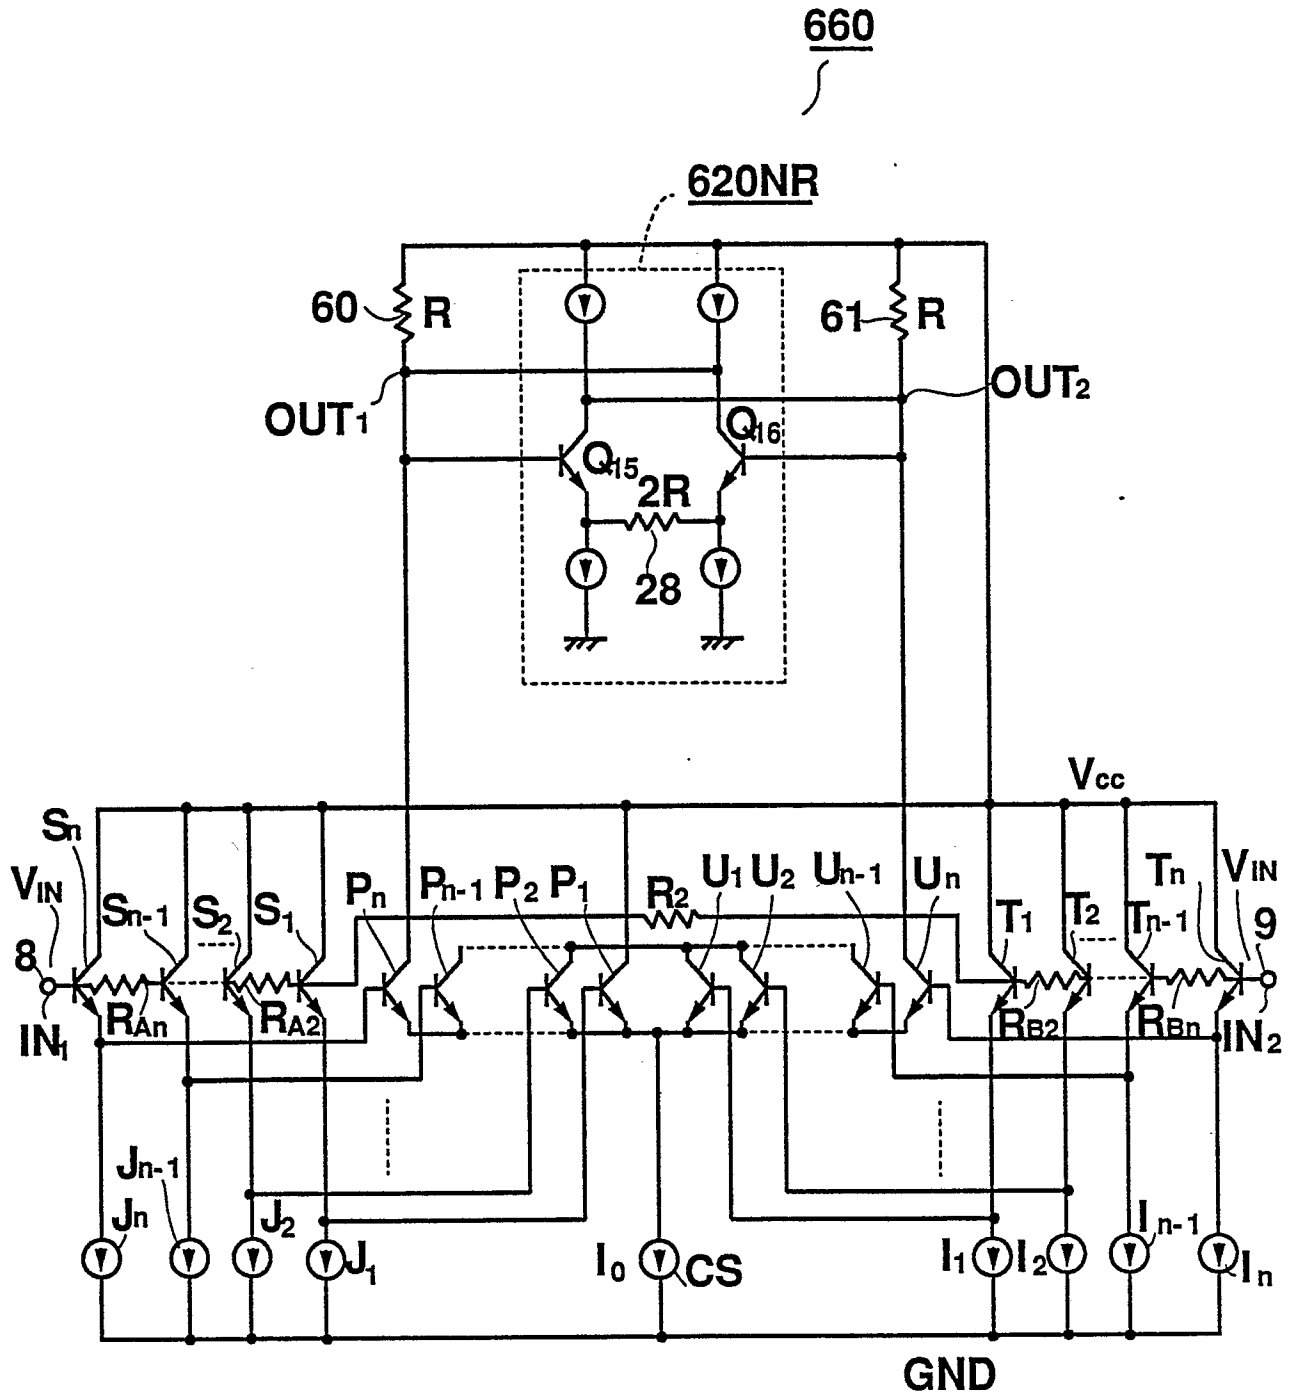 660
620NR
60 R 61 R
OUT1 OUT2
Q15 Q16
2R
28
Vcc
Sn Sn-1 S2 S1 Pn Pn-1 P2 P1 R2 U1 U2 Un-1 Un T1 T2 Tn-1 Tn
VIN VIN
8 9
RAn RA2 RB2 RBn
IN1 IN2
Jn Jn-1 J2 J1 I0 CS I1 I2 In-1 In
GND